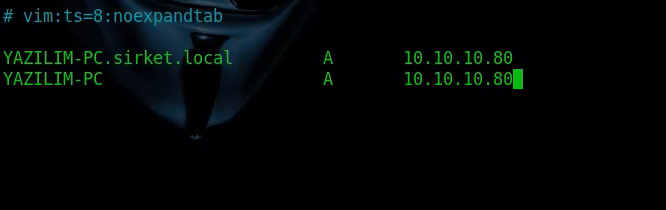 # vim:ts=8:noexpandtab
YAZILIM-PC.sirket.local A 10.10.10.80
YAZILIM-PC A 10.10.10.80